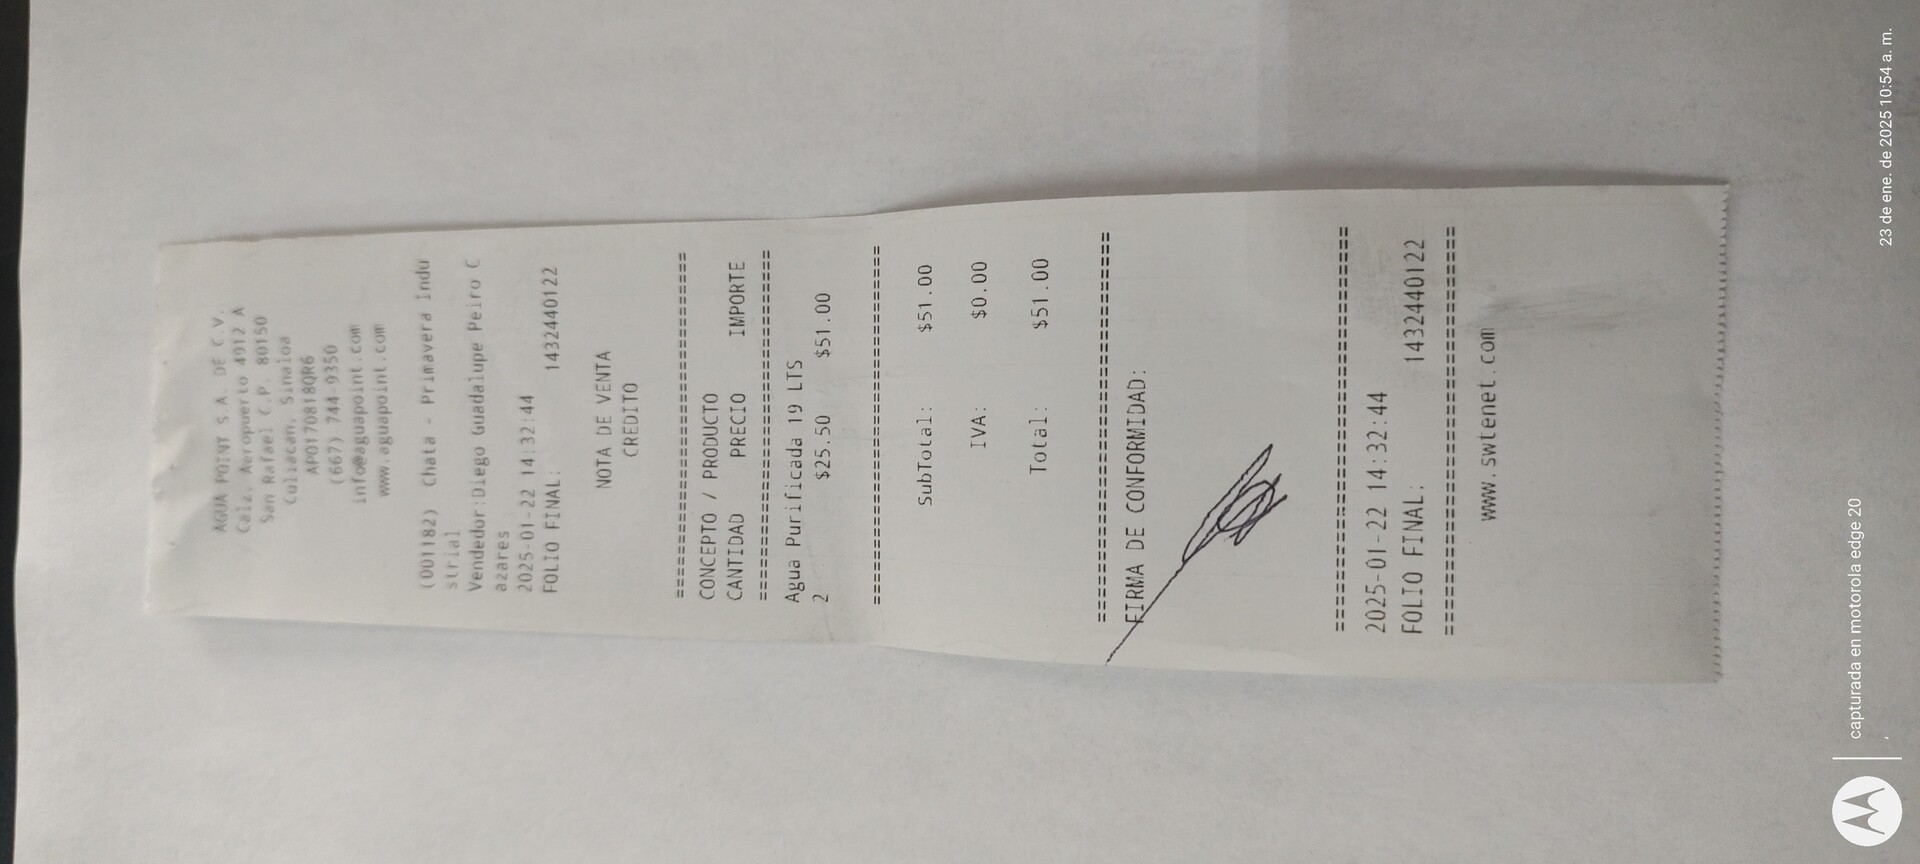 AGUA POINT S.A. DE C.V.
Calz. Aeropuerto 4912 A
San Rafael C.P. 80150
Culiacan, Sinaloa
APO170818QR6
(667) 744 9350
info@aguapoint.com
www.aguapoint.com
(001182) Chata - Primavera Indu
strial
Vendedor:Diego Guadalupe Peiro C
azares
2025-01-22 14:32:44
FOLIO FINAL: 1432440122
NOTA DE VENTA
CREDITO
================================
CONCEPTO / PRODUCTO
CANTIDAD PRECIO IMPORTE
================================
Agua Purificada 19 LTS
2 $25.50 $51.00
================================
SubTotal: $51.00
IVA: $0.00
Total: $51.00
================================
FIRMA DE CONFORMIDAD:
================================
2025-01-22 14:32:44
FOLIO FINAL: 1432440122
================================
www.swtenet.com
capturada en motorola edge 20
23 de ene. de 2025 10:54 a. m.